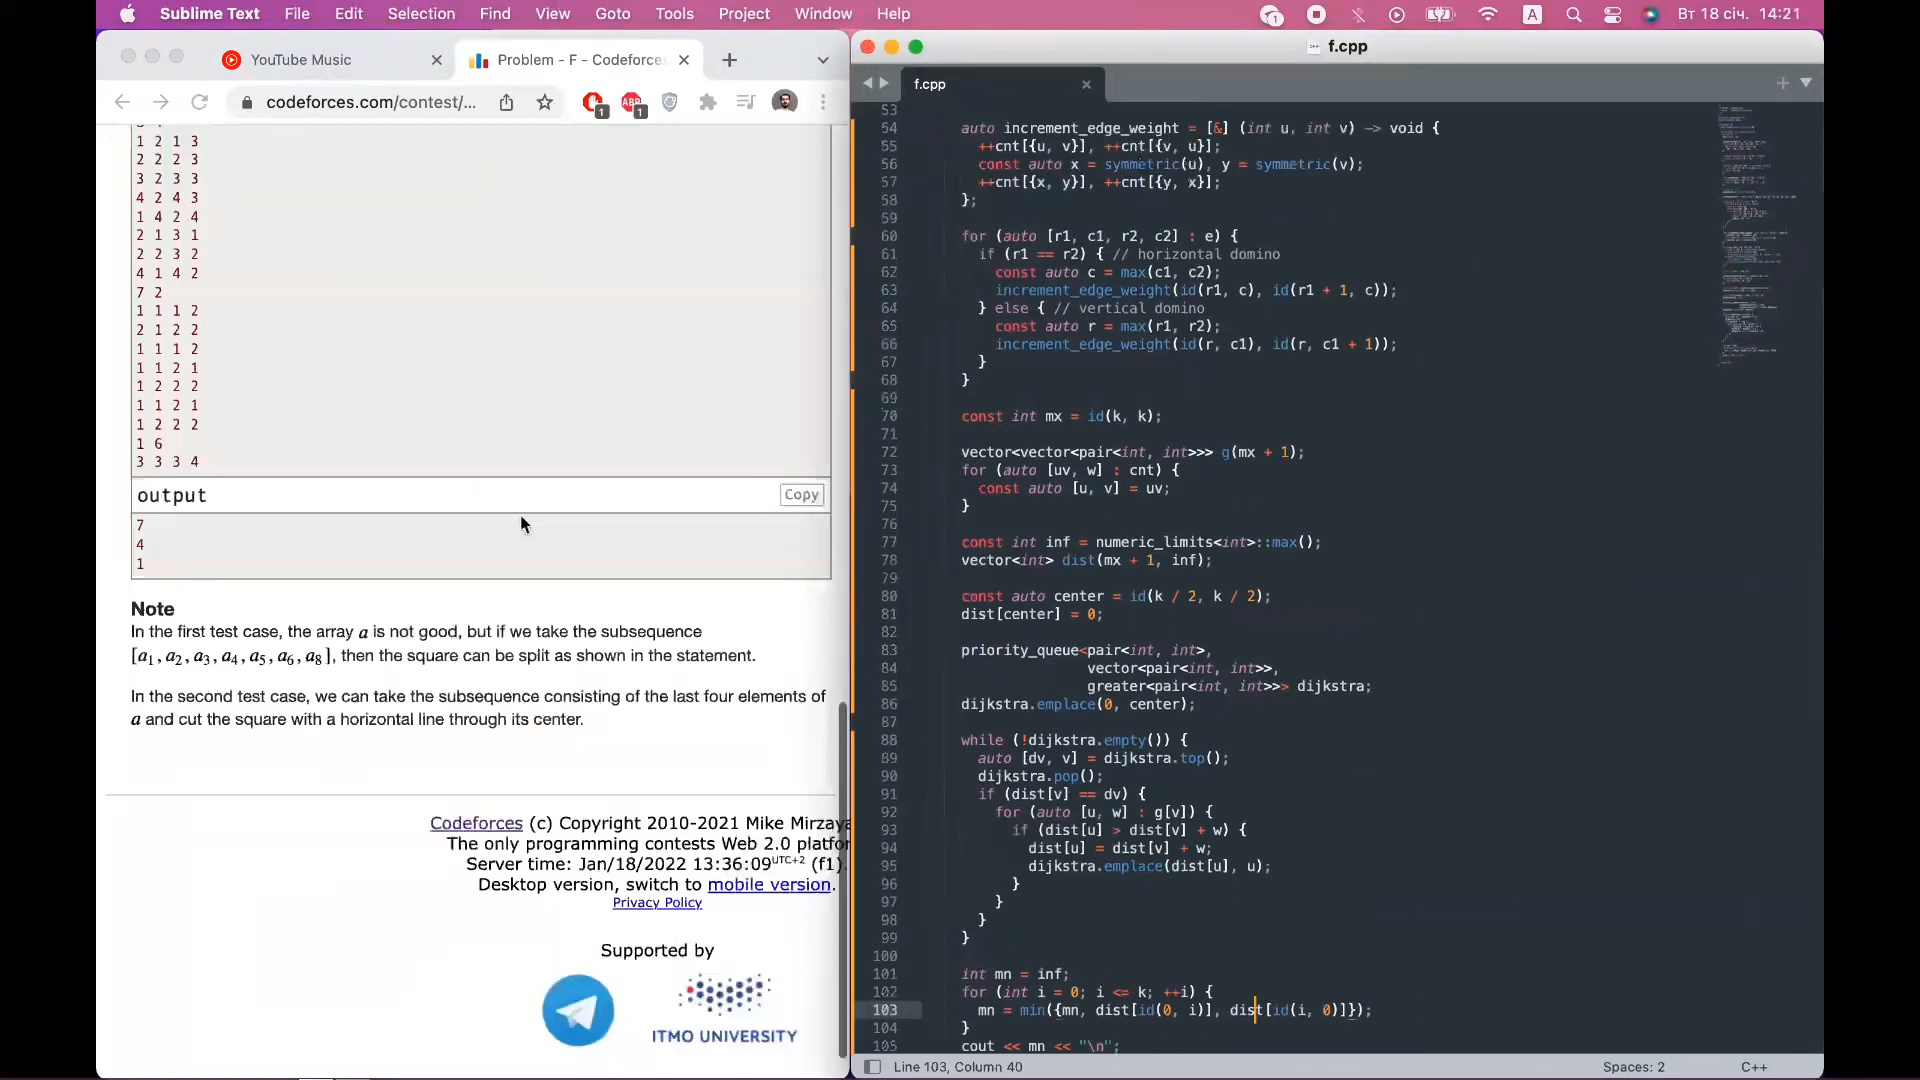 Sublime Text File Edit Selection Find View Goto Tools Project Window Help
A Вт 18 січ. 14:21
YouTube Music
Problem - F - Codeforces
codeforces.com/contest/...
1 2 1 3
2 2 2 3
3 2 3 3
4 2 4 3
1 4 2 4
2 1 3 1
2 2 3 2
4 1 4 2
7 2
1 1 1 2
2 1 2 2
1 1 1 2
1 1 2 1
1 2 2 2
1 1 2 1
1 2 2 2
1 6
3 3 3 4
output
Copy
7
4
1
Note
In the first test case, the array a is not good, but if we take the subsequence
[a1, a2, a3, a4, a5, a6, a8], then the square can be split as shown in the statement.
In the second test case, we can take the subsequence consisting of the last four elements of
a and cut the square with a horizontal line through its center.
Codeforces (c) Copyright 2010-2021 Mike Mirzaya
The only programming contests Web 2.0 platfor
Server time: Jan/18/2022 13:36:09UTC+2 (f1).
Desktop version, switch to mobile version.
Privacy Policy
Supported by
ITMO UNIVERSITY
f.cpp
f.cpp
53
54 auto increment_edge_weight = [&] (int u, int v) -> void {
55 ++cnt[{u, v}], ++cnt[{v, u}];
56 const auto x = symmetric(u), y = symmetric(v);
57 ++cnt[{x, y}], ++cnt[{y, x}];
58 };
59
60 for (auto [r1, c1, r2, c2] : e) {
61 if (r1 == r2) { // horizontal domino
62 const auto c = max(c1, c2);
63 increment_edge_weight(id(r1, c), id(r1 + 1, c));
64 } else { // vertical domino
65 const auto r = max(r1, r2);
66 increment_edge_weight(id(r, c1), id(r, c1 + 1));
67 }
68 }
69
70 const int mx = id(k, k);
71
72 vector<vector<pair<int, int>>> g(mx + 1);
73 for (auto [uv, w] : cnt) {
74 const auto [u, v] = uv;
75 }
76
77 const int inf = numeric_limits<int>::max();
78 vector<int> dist(mx + 1, inf);
79
80 const auto center = id(k / 2, k / 2);
81 dist[center] = 0;
82
83 priority_queue<pair<int, int>,
84 vector<pair<int, int>>,
85 greater<pair<int, int>>> dijkstra;
86 dijkstra.emplace(0, center);
87
88 while (!dijkstra.empty()) {
89 auto [dv, v] = dijkstra.top();
90 dijkstra.pop();
91 if (dist[v] == dv) {
92 for (auto [u, w] : g[v]) {
93 if (dist[u] > dist[v] + w) {
94 dist[u] = dist[v] + w;
95 dijkstra.emplace(dist[u], u);
96 }
97 }
98 }
99 }
100
101 int mn = inf;
102 for (int i = 0; i <= k; ++i) {
103 mn = min({mn, dist[id(0, i)], dist[id(i, 0)]});
104 }
105 cout << mn << "\n";
Line 103, Column 40
Spaces: 2
C++